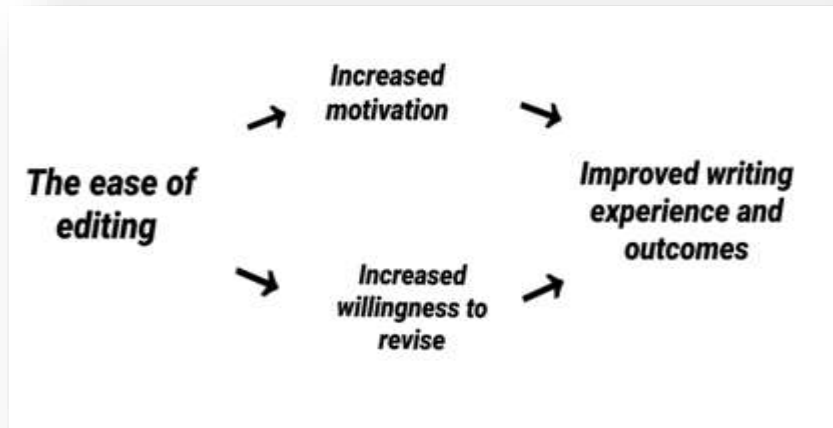 Increased
motivation
The ease of
editing
Improved writing
experience and
outcomes
Increased
willingness to
revise